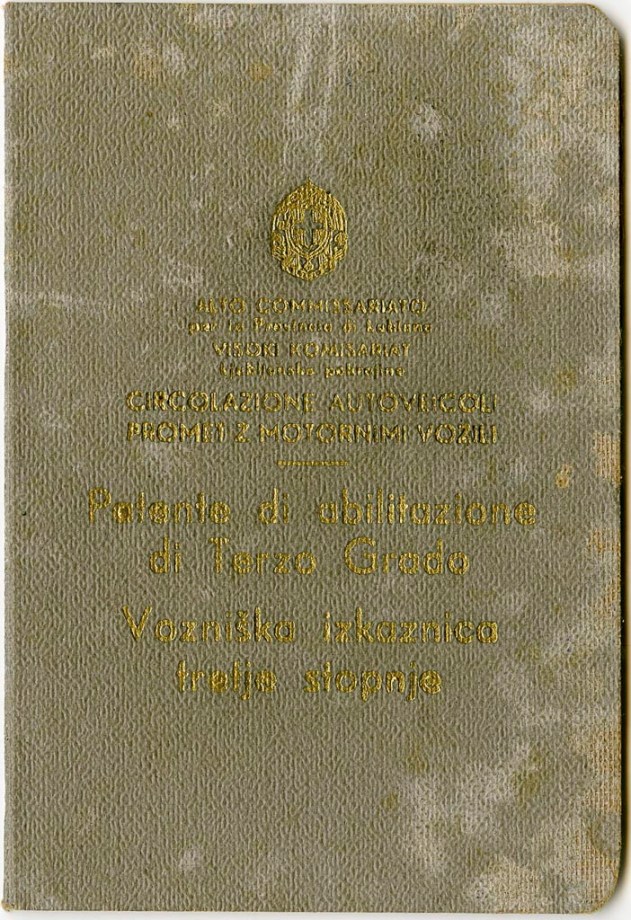 ALTO COMMISSARIATO
per la Provincia di Lubiana
VISOKI KOMISARIAT
Ljubljanske pokrajine
CIRCOLAZIONE AUTOVEICOLI
PROMET Z MOTORNIMI VOZILI
Patente di abilitazione
di Terzo Grado
Vozniška izkaznica
tretje stopnje